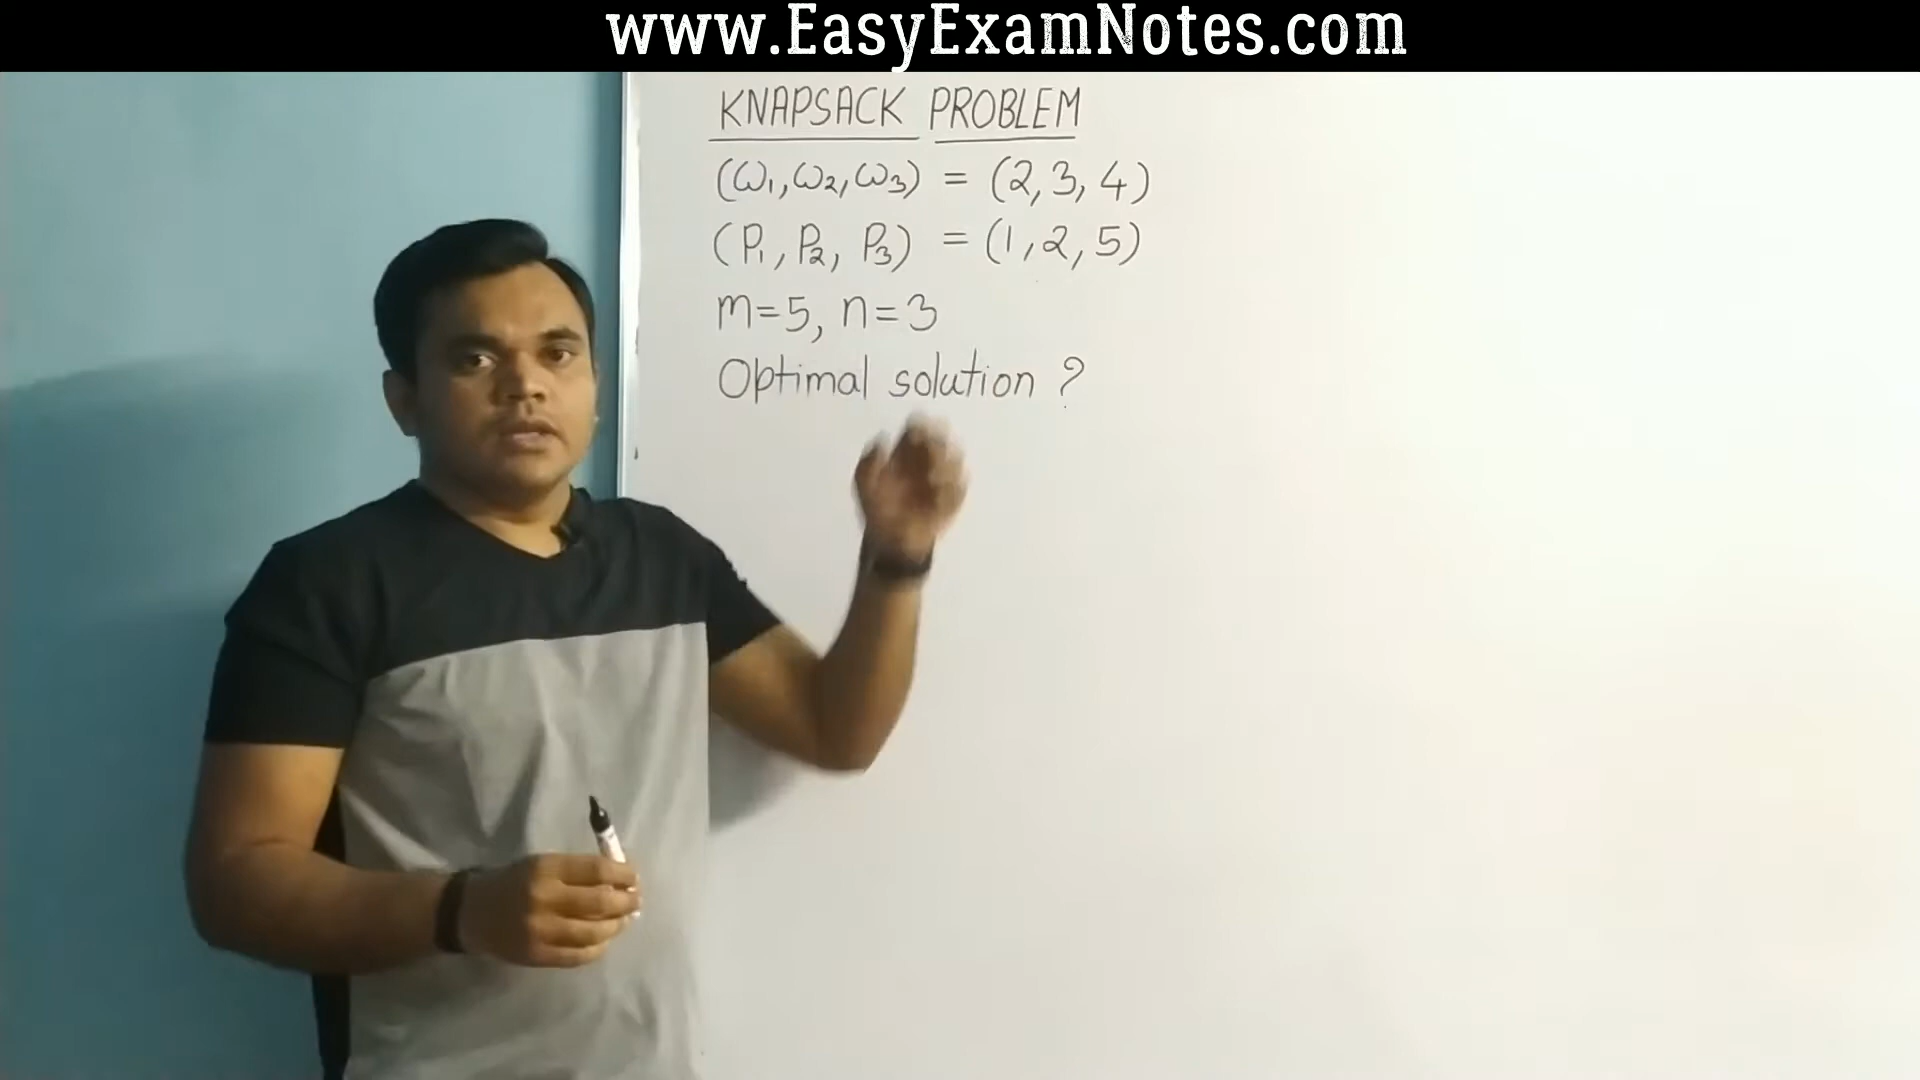 www.EasyExamNotes.com
KNAPSACK PROBLEM
(ω1, ω2, ω3) = (2, 3, 4)
(P1, P2, P3) = (1, 2, 5)
m=5, n=3
Optimal solution ?